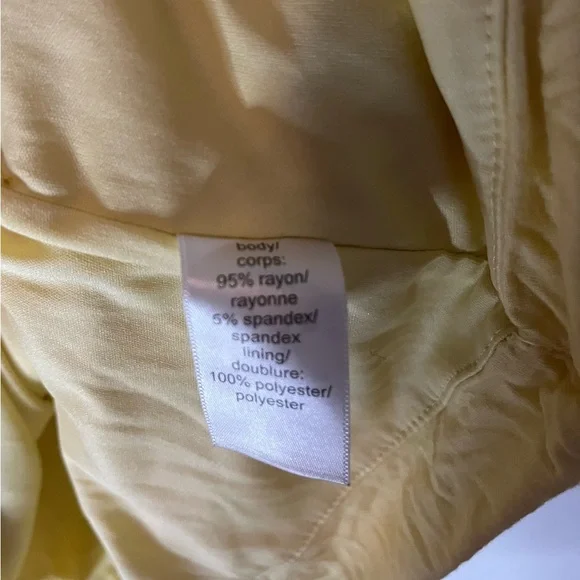 body/
corps:
95% rayon/
rayonne
5% spandex/
spandex
lining/
doublure:
100% polyester/
polyester